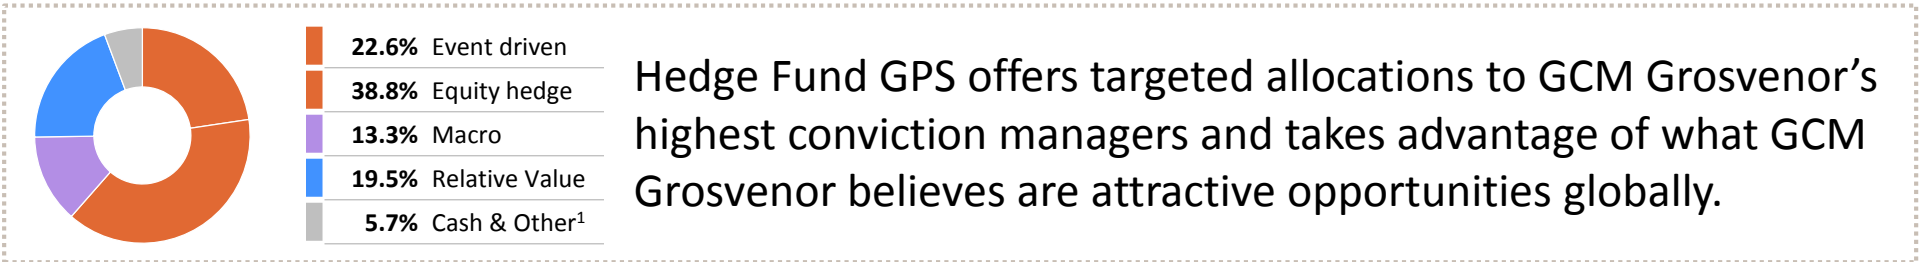 22.6% Event driven
38.8% Equity hedge
13.3% Macro
19.5% Relative Value
5.7% Cash & Other¹
Hedge Fund GPS offers targeted allocations to GCM Grosvenor’s
highest conviction managers and takes advantage of what GCM
Grosvenor believes are attractive opportunities globally.